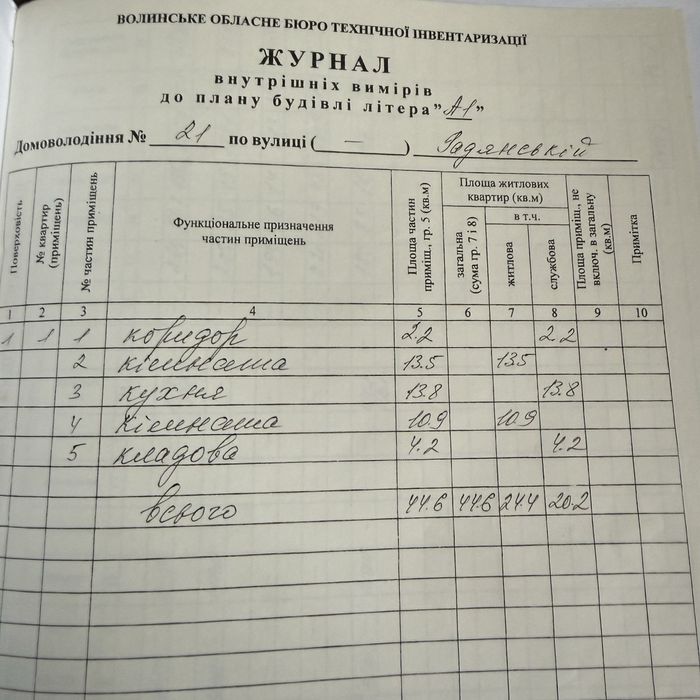 ВОЛИНСЬКЕ ОБЛАСНЕ БЮРО ТЕХНІЧНОЇ ІНВЕНТАРИЗАЦІЇ
ЖУРНАЛ
внутрішніх вимірів
до плану будівлі літера "А1"
Домоволодіння № 21 по вулиці ( — ) Радянській
Поверховість
№ квартир (приміщень)
№ частин приміщень
Функціональне призначення частин приміщень
Площа частин приміщ., гр. 5 (кв.м)
Площа житлових квартир (кв.м)
загальна (сума гр. 7 і 8)
в т.ч.
житлова
службова
Площа приміщ., не включ. в загальну (кв.м)
Примітка
1 2 3 4 5 6 7 8 9 10
1 1 1 коридор 2.2 2.2
2 кімната 13.5 13.5
3 кухня 13.8 13.8
4 кімната 10.9 10.9
5 кладова 4.2 4.2
всього 44.6 44.6 24.4 20.2